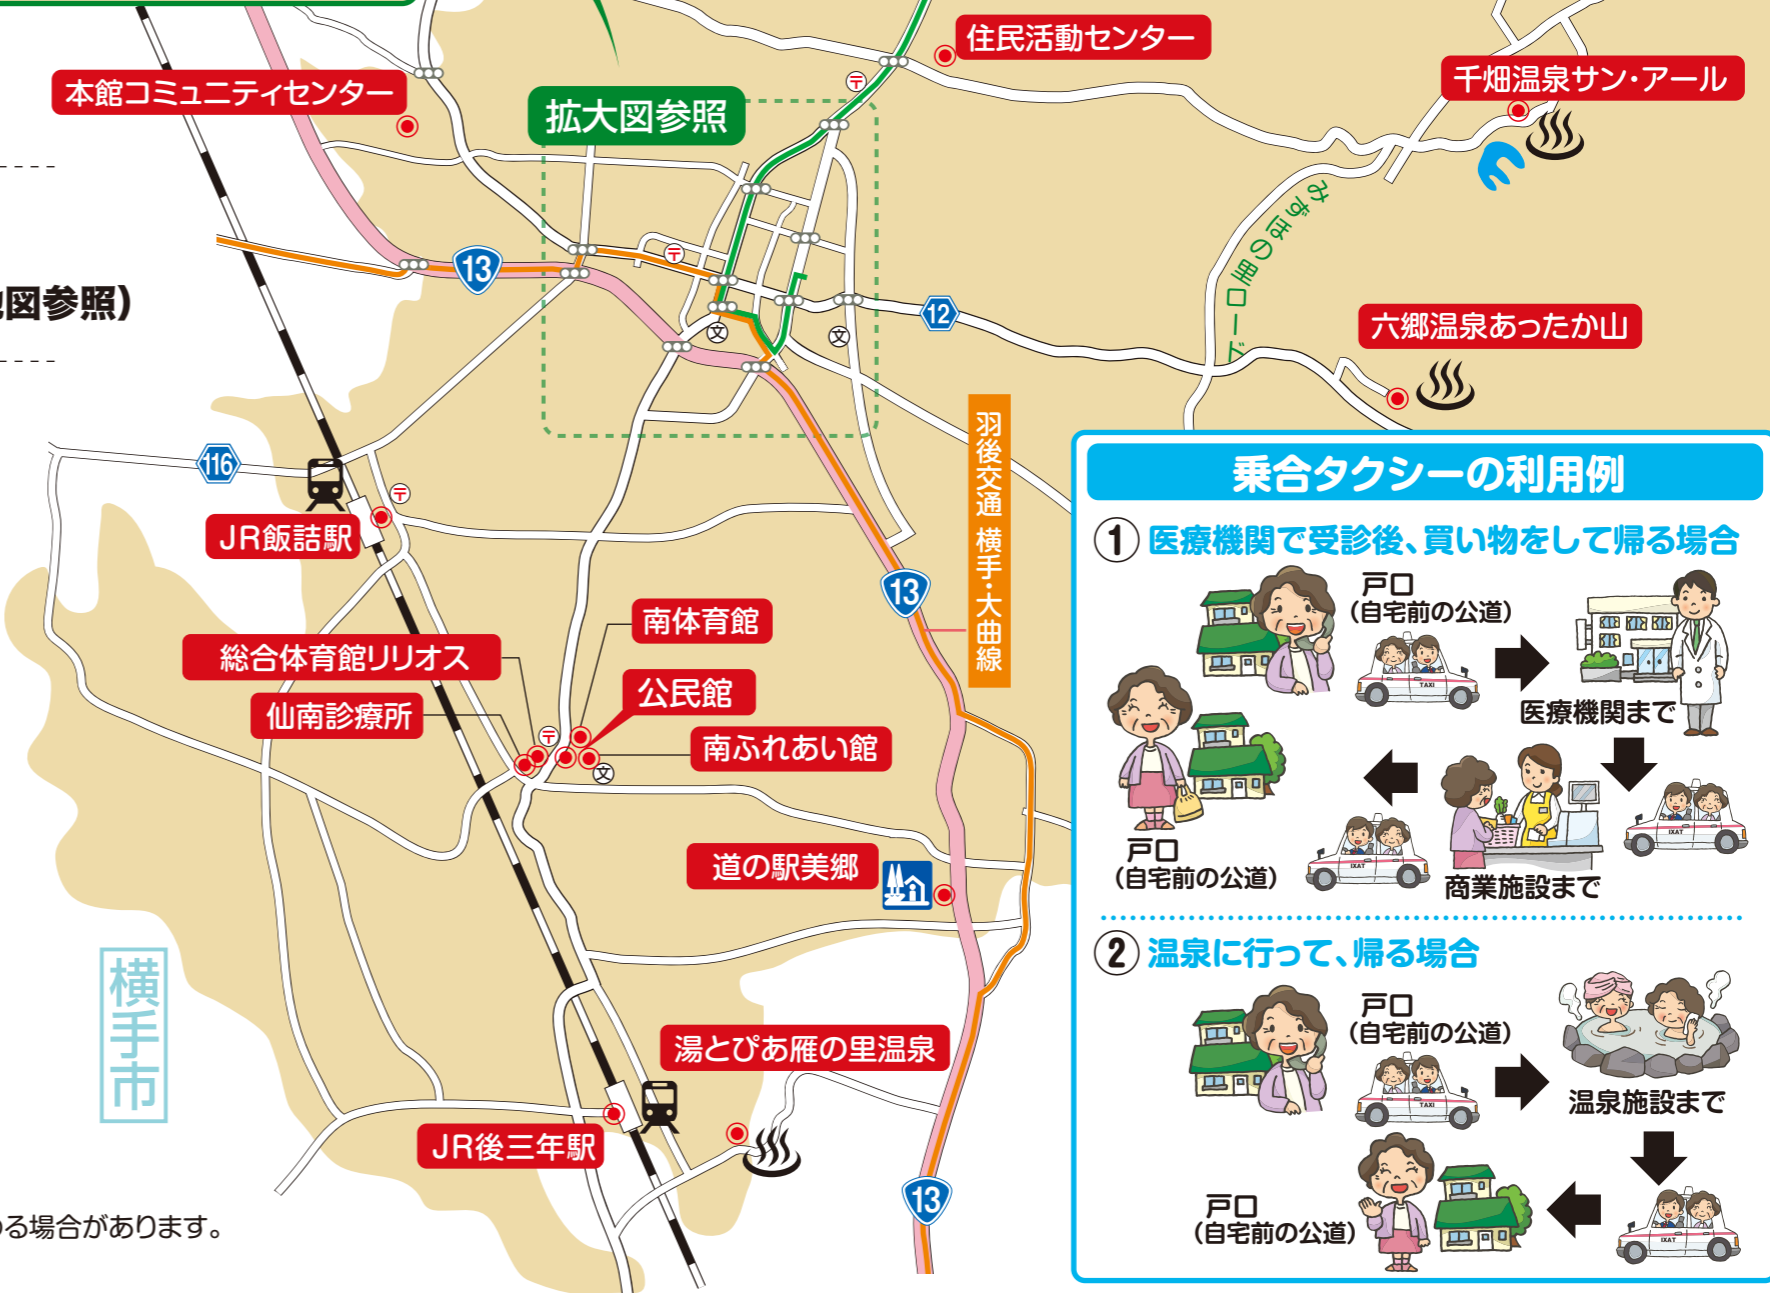 住民活動センター
本館コミュニティセンター
千畑温泉サン・アール
拡大図参照
〒
みずほの里ロード
〒
13
図参照)
12
六郷温泉あったか山
文
文
116
羽後交通 横手・大曲線
〒
JR飯詰駅
13
南体育館
総合体育館リリオス
公民館
仙南診療所
〒
南ふれあい館
文
道の駅美郷
横手市
湯とぴあ雁の里温泉
JR後三年駅
13
る場合があります。
乗合タクシーの利用例
① 医療機関で受診後、買い物をして帰る場合
戸口
(自宅前の公道)
TAXI
医療機関まで
IXAT
商業施設まで
IXAT
戸口
(自宅前の公道)
② 温泉に行って、帰る場合
戸口
(自宅前の公道)
TAXI
温泉施設まで
IXAT
戸口
(自宅前の公道)